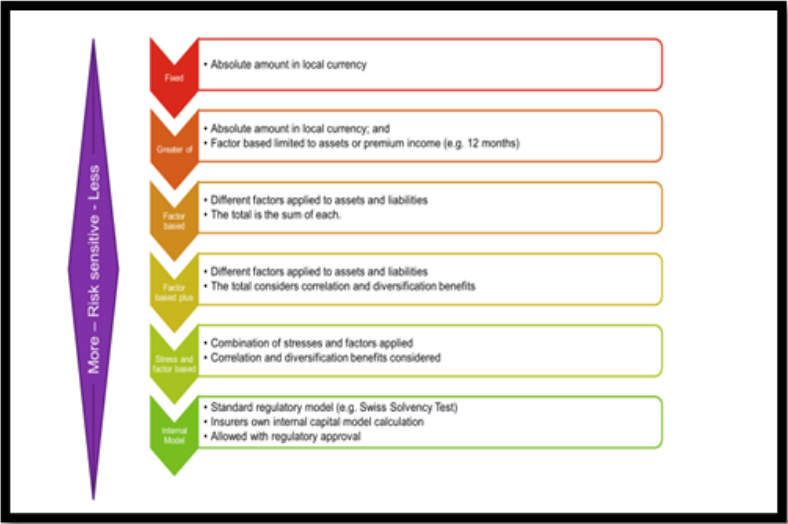 More – Risk sensitive - Less
Fixed
• Absolute amount in local currency
Greater of
• Absolute amount in local currency; and
• Factor based limited to assets or premium income (e.g. 12 months)
Factor
based
• Different factors applied to assets and liabilities
• The total is the sum of each.
Factor
based plus
• Different factors applied to assets and liabilities
• The total considers correlation and diversification benefits
Stress and
factor based
• Combination of stresses and factors applied
• Correlation and diversification benefits considered
Internal
Model
• Standard regulatory model (e.g. Swiss Solvency Test)
• Insurers own internal capital model calculation
• Allowed with regulatory approval